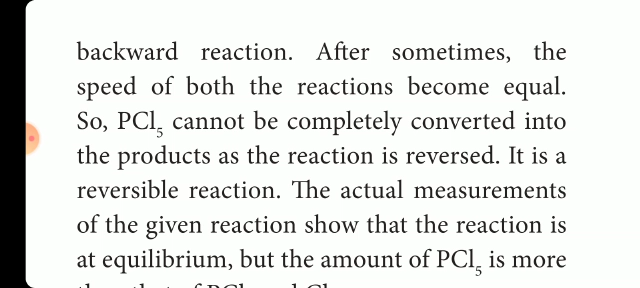 backward reaction. After sometimes, the
speed of both the reactions become equal.
So, PCl₅ cannot be completely converted into
the products as the reaction is reversed. It is a
reversible reaction. The actual measurements
of the given reaction show that the reaction is
at equilibrium, but the amount of PCl₅ is more